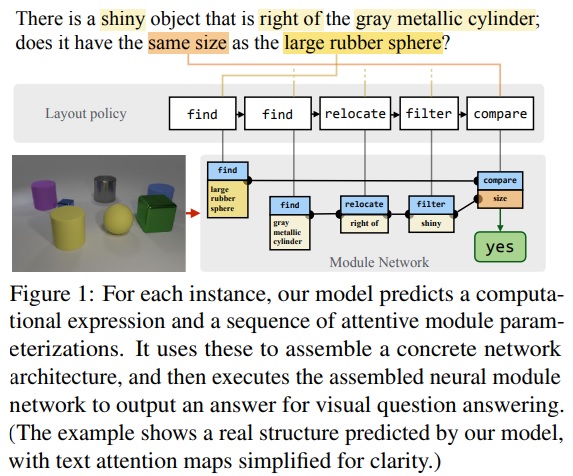 There is a shiny object that is right of the gray metallic cylinder;
does it have the same size as the large rubber sphere?
Layout policy
find
find
relocate
filter
compare
find
large
rubber
sphere
find
gray
metallic
cylinder
relocate
right of
filter
shiny
compare
size
yes
Module Network
Figure 1: For each instance, our model predicts a computa-
tional expression and a sequence of attentive module param-
eterizations. It uses these to assemble a concrete network
architecture, and then executes the assembled neural module
network to output an answer for visual question answering.
(The example shows a real structure predicted by our model,
with text attention maps simplified for clarity.)